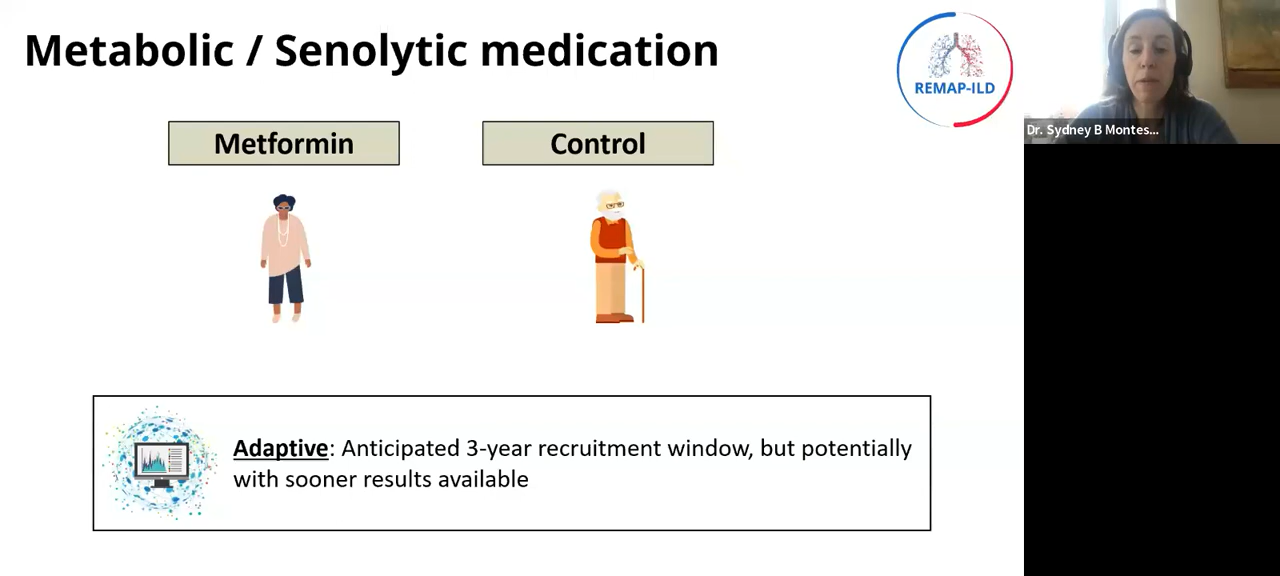 Metabolic / Senolytic medication
REMAP-ILD
Dr. Sydney B Montes...
Metformin
Control
Adaptive: Anticipated 3-year recruitment window, but potentially
with sooner results available